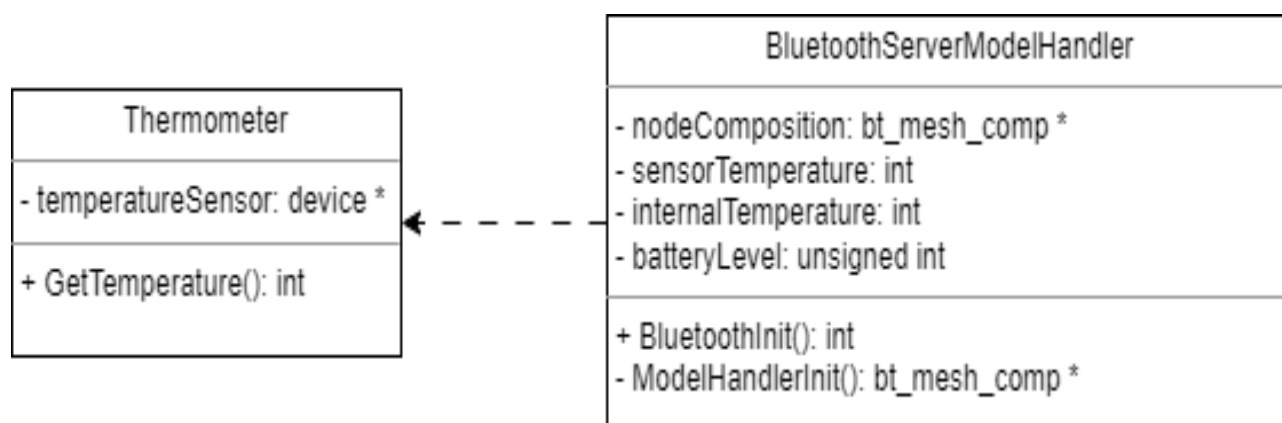 Thermometer
- temperatureSensor: device *
+ GetTemperature(): int
BluetoothServerModelHandler
- nodeComposition: bt_mesh_comp *
- sensorTemperature: int
- internalTemperature: int
- batteryLevel: unsigned int
+ BluetoothInit(): int
- ModelHandlerInit(): bt_mesh_comp *